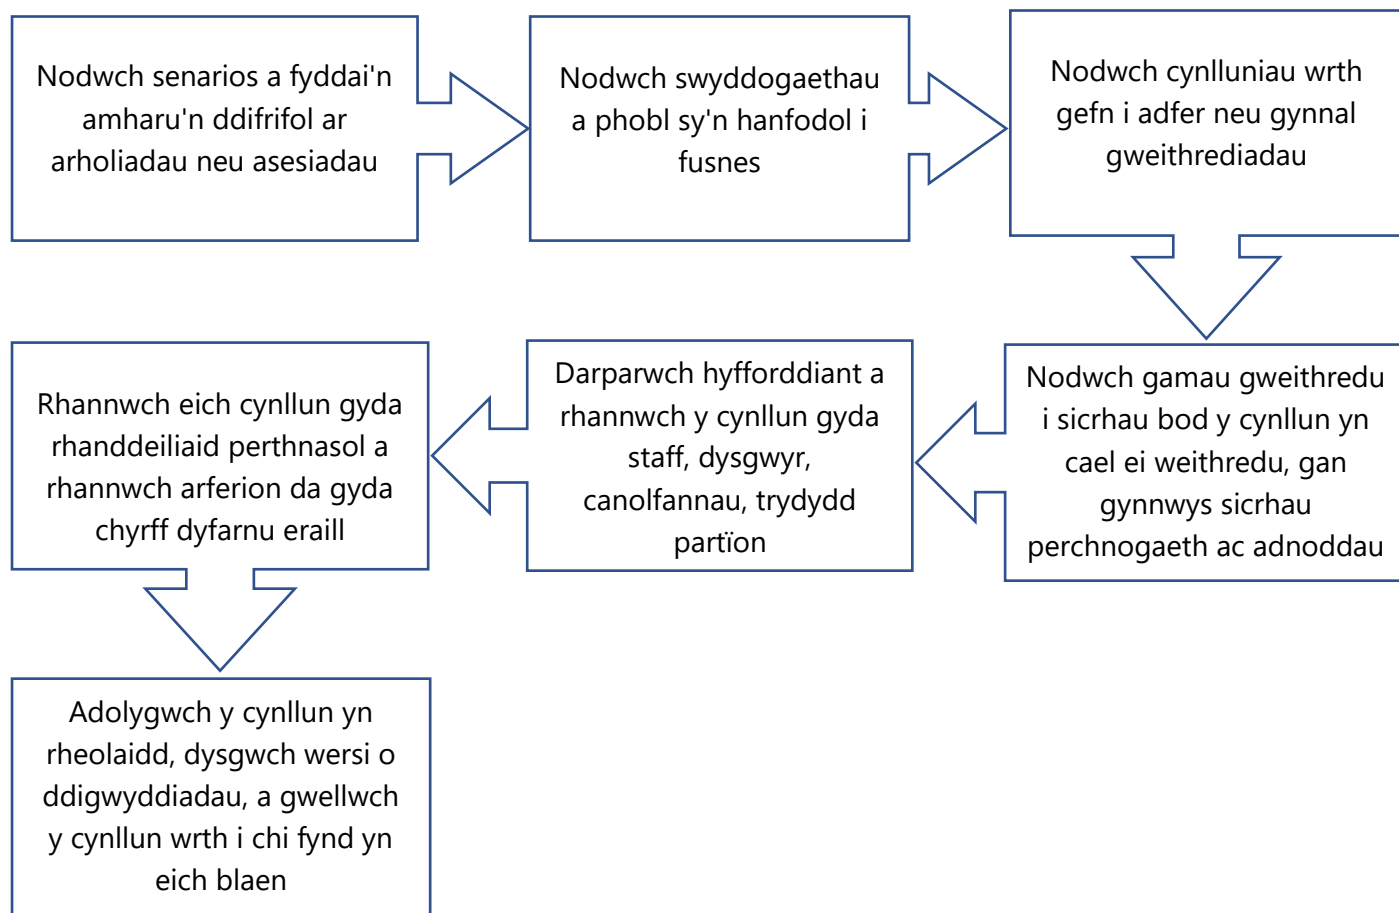 Nodwch senarios a fyddai'n
amharu'n ddifrifol ar
arholiadau neu asesiadau
Nodwch swyddogaethau
a phobl sy'n hanfodol i
fusnes
Nodwch cynlluniau wrth
gefn i adfer neu gynnal
gweithrediadau
Nodwch gamau gweithredu
i sicrhau bod y cynllun yn
cael ei weithredu, gan
gynnwys sicrhau
perchnogaeth ac adnoddau
Darparwch hyfforddiant a
rhannwch y cynllun gyda
staff, dysgwyr,
canolfannau, trydydd
partïon
Rhannwch eich cynllun gyda
rhanddeiliaid perthnasol a
rhannwch arferion da gyda
chyrff dyfarnu eraill
Adolygwch y cynllun yn
rheolaidd, dysgwch wersi o
ddigwyddiadau, a gwellwch
y cynllun wrth i chi fynd yn
eich blaen